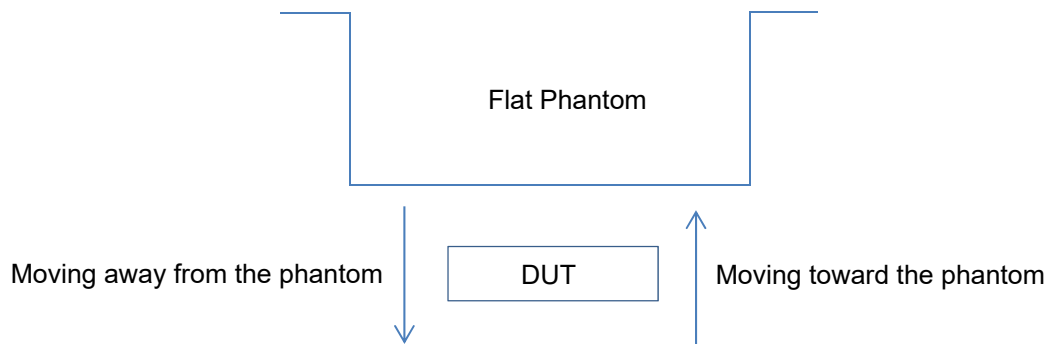 Flat Phantom
Moving away from the phantom
DUT
Moving toward the phantom